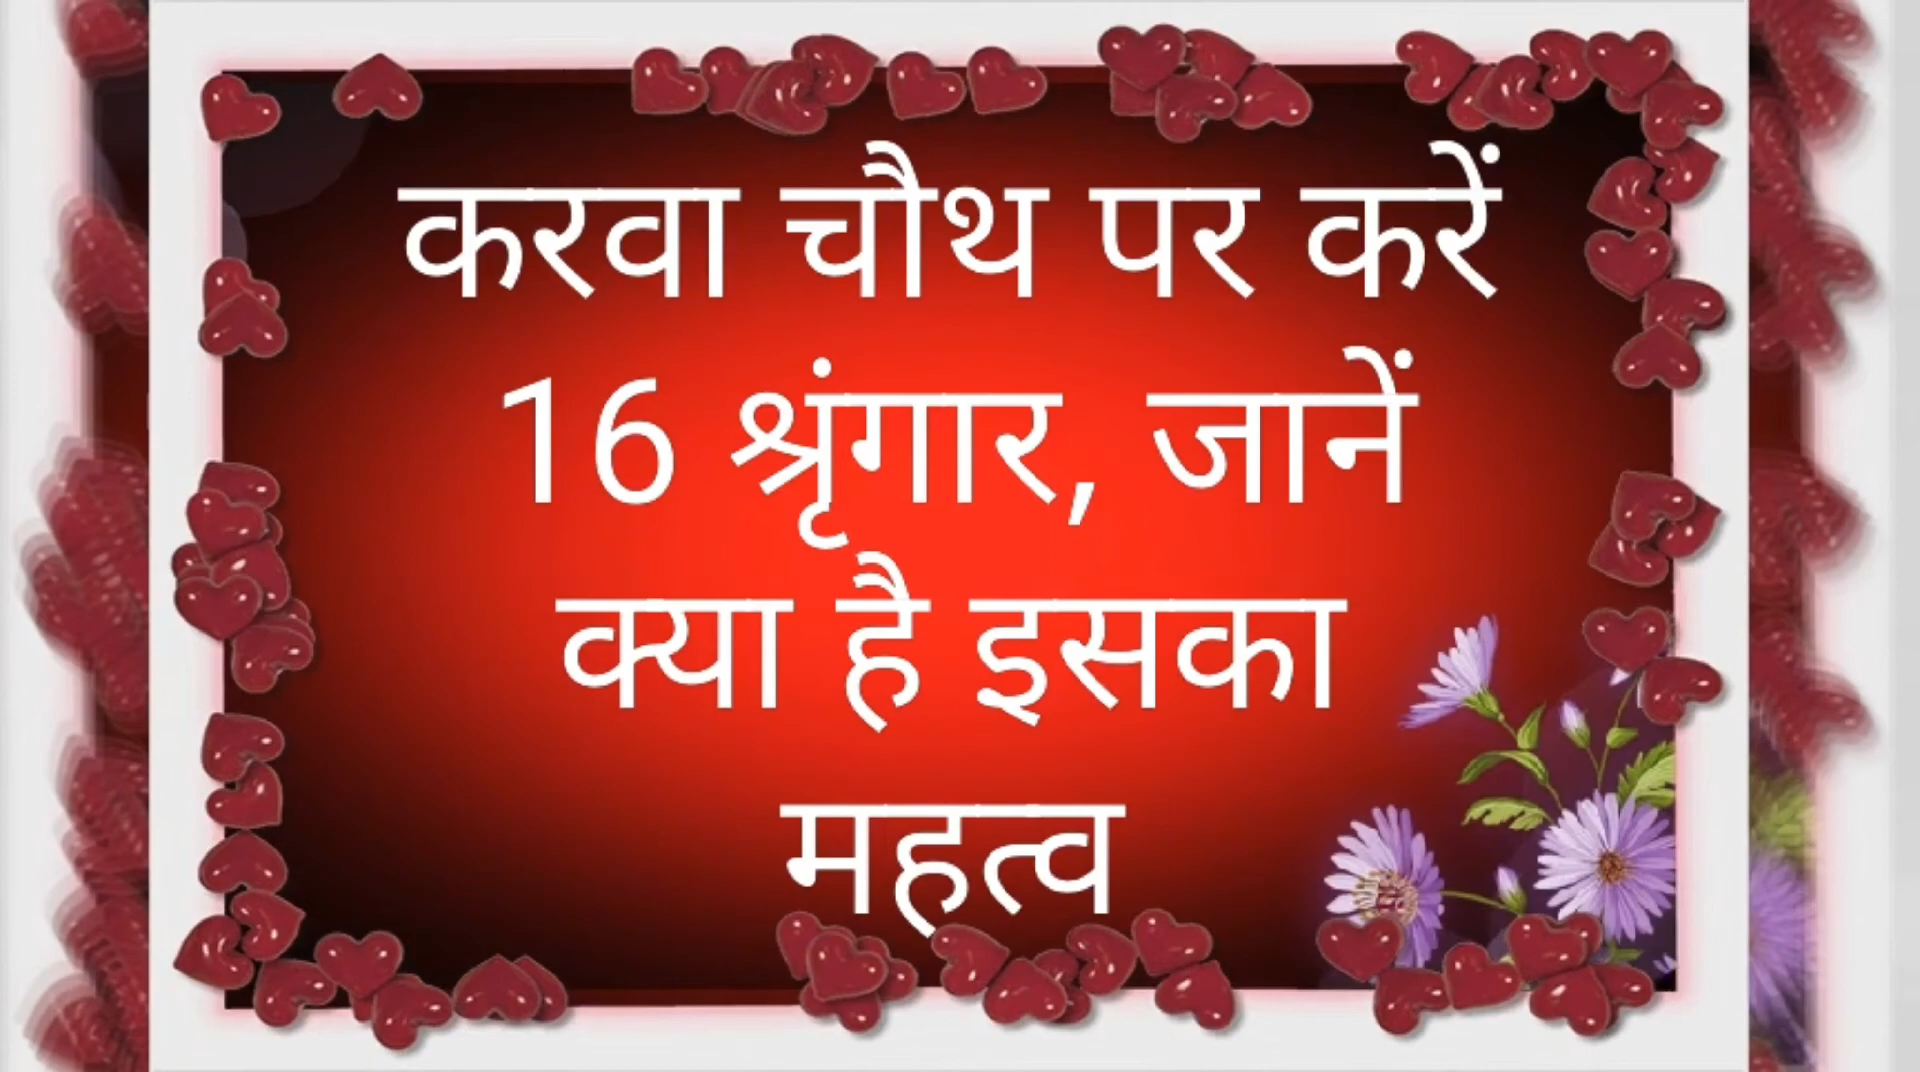 करवा चौथ पर करें
16 श्रृंगार, जानें
क्या है इसका
महत्व